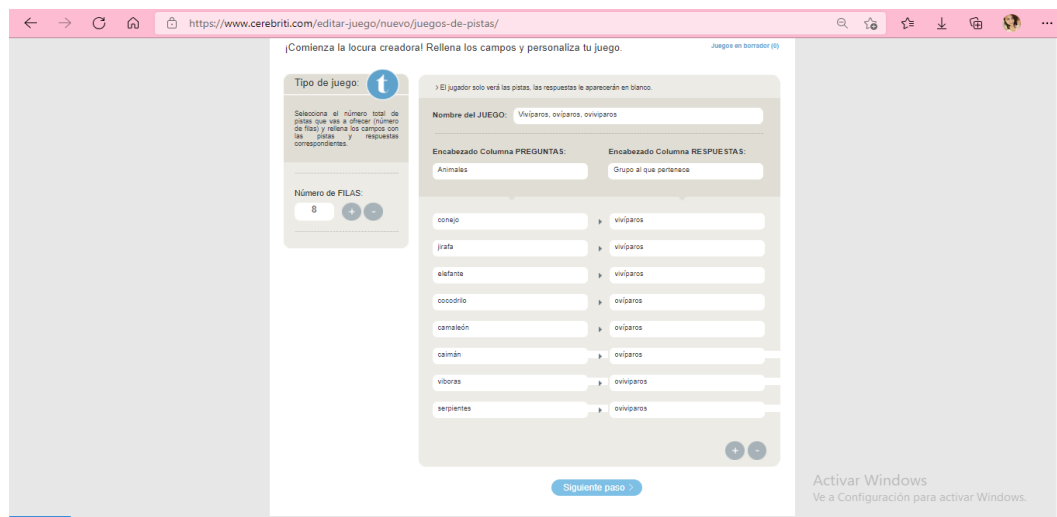 https://www.cerebriti.com/editar-juego/nuevo/juegos-de-pistas/
¡Comienza la locura creadora! Rellena los campos y personaliza tu juego.
Juegos en borrador (0)
Tipo de juego:
t
Selecciona el número total de
pistas que vas a ofrecer (número
de filas) y rellena los campos con
las pistas y respuestas
correspondientes.
Número de FILAS:
8
+ -
> El jugador solo verá las pistas, las respuestas le aparecerán en blanco.
Nombre del JUEGO: Vivíparos, ovíparos, oviviparos
Encabezado Columna PREGUNTAS: Encabezado Columna RESPUESTAS:
Animales Grupo al que pertenece
conejo vivíparos
jirafa vivíparos
elefante vivíparos
cocodrilo ovíparos
camaleón ovíparos
caimán ovíparos
víboras oviviparos
serpientes oviviparos
+ -
Siguiente paso >
Activar Windows
Ve a Configuración para activar Windows.